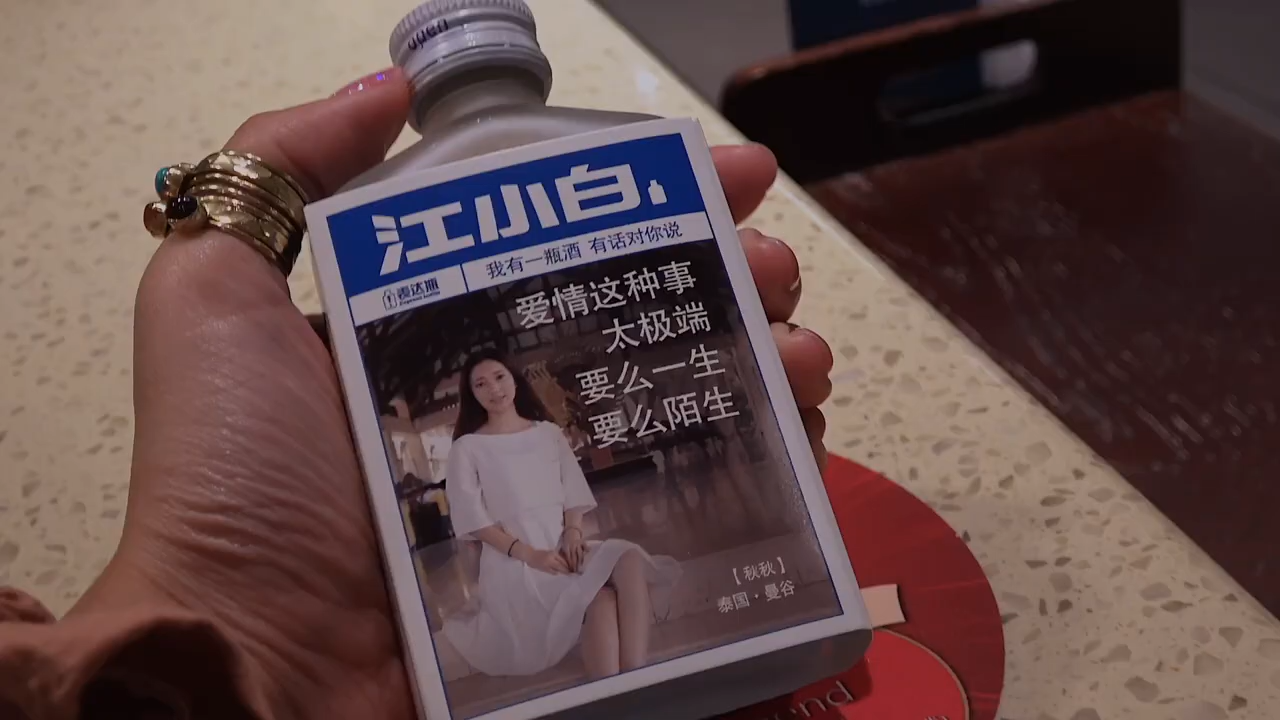 open
江小白
我有一瓶酒 有话对你说
表达瓶
爱情这种事
太极端
要么一生
要么陌生
【秋秋】
泰国·曼谷